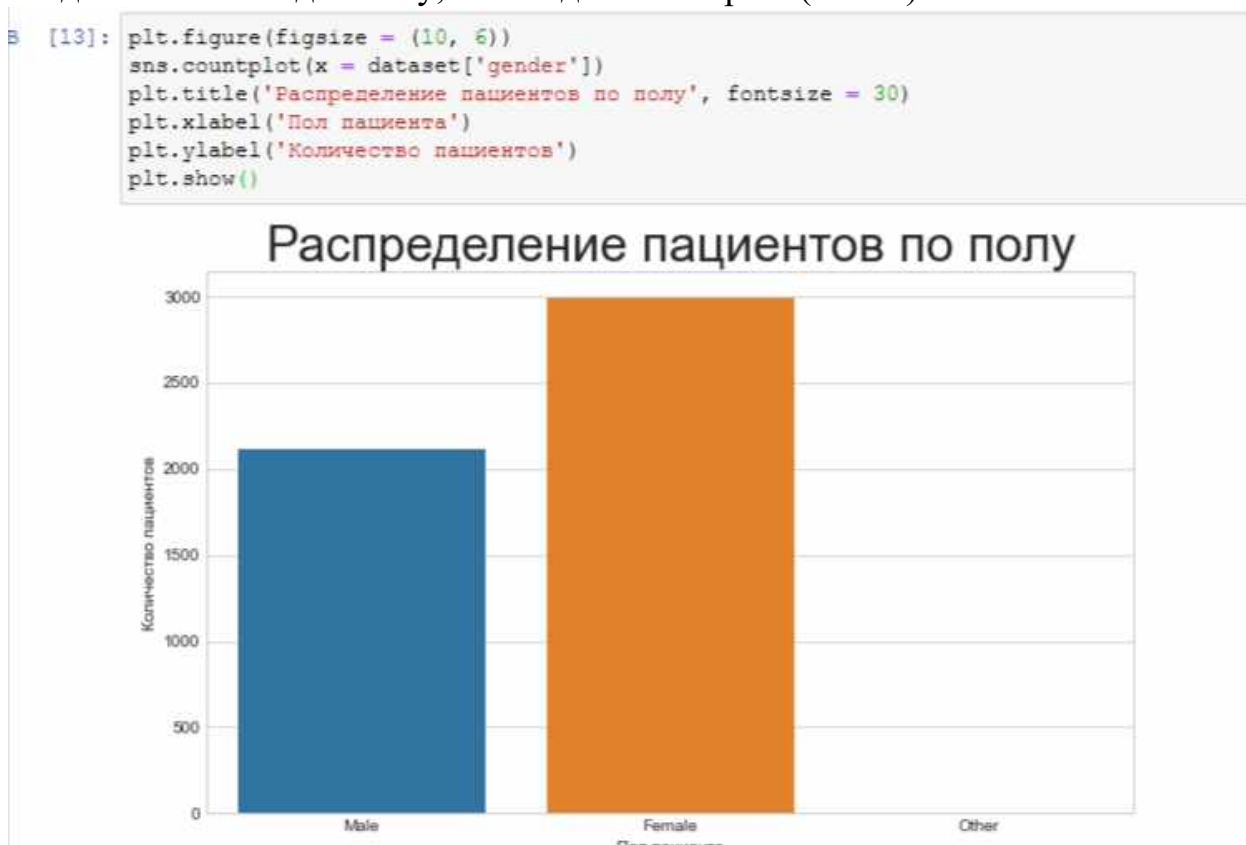 B [13]: plt.figure(figsize = (10, 6))
sns.countplot(x = dataset['gender'])
plt.title('Распределение пациентов по полу', fontsize = 30)
plt.xlabel('Пол пациента')
plt.ylabel('Количество пациентов')
plt.show()
Распределение пациентов по полу
3000
2500
2000
1500
1000
500
0
Количество пациентов
Male Female Other